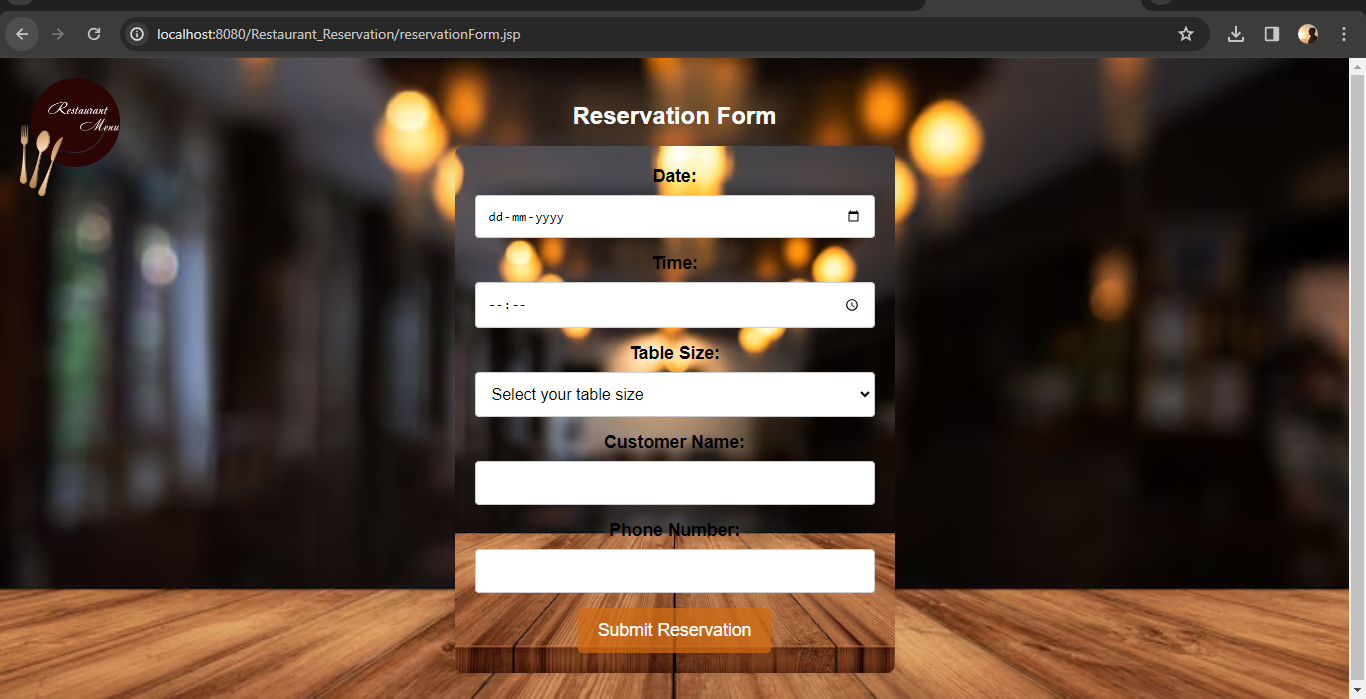 localhost:8080/Restaurant_Reservation/reservationForm.jsp
Restaurant
Menu
Reservation Form
Date:
dd-mm-yyyy
Time:
--:--
Table Size:
Select your table size
Customer Name:
Phone Number:
Submit Reservation